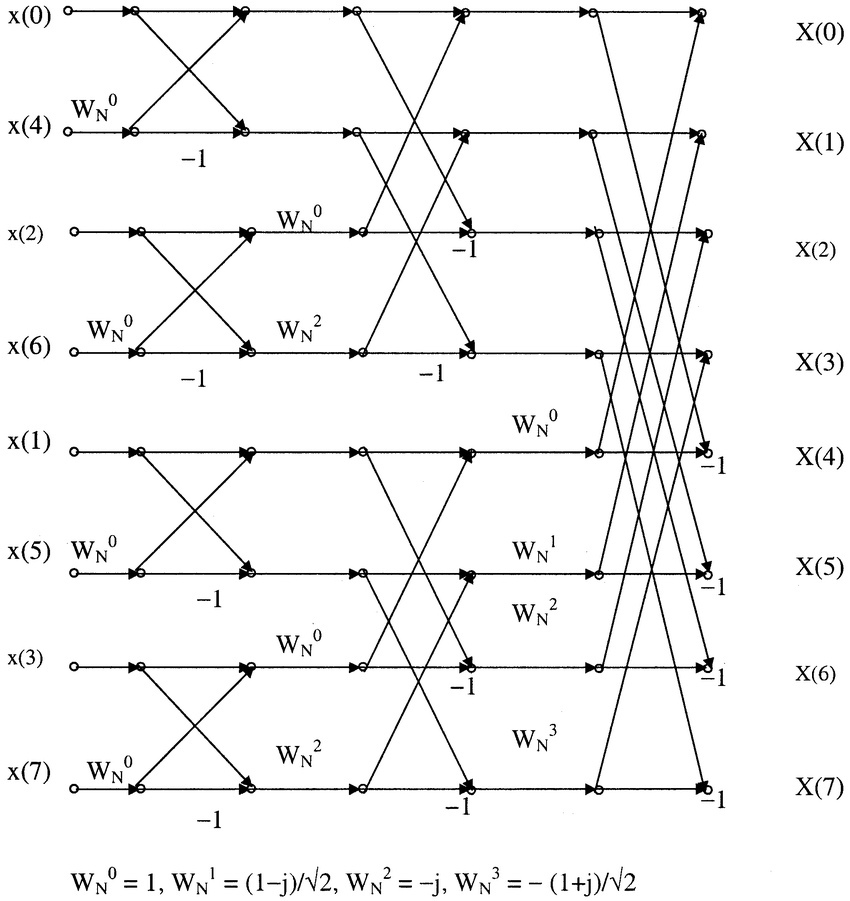 x(0) X(0)
W_N^0
x(4) X(1)
−1
W_N^0
x(2) −1 X(2)
W_N^0 W_N^2
x(6) X(3)
−1 −1
W_N^0
x(1) −1 X(4)
W_N^0 W_N^1
x(5) X(5)
−1 −1
W_N^2
W_N^0
x(3) X(6)
−1 −1
W_N^3
W_N^0 W_N^2
x(7) X(7)
−1 −1 −1
W_N^0 = 1, W_N^1 = (1−j)/√2, W_N^2 = −j, W_N^3 = − (1+j)/√2